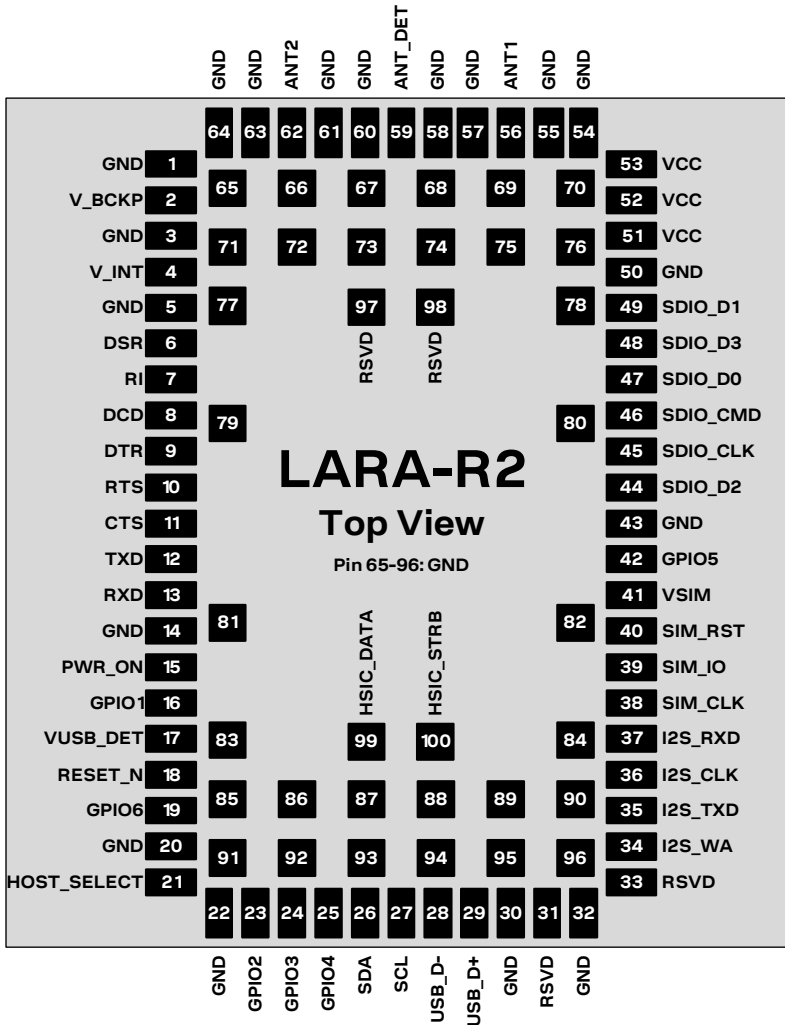 GND GND ANT2 GND GND ANT_DET GND GND ANT1 GND GND
64 63 62 61 60 59 58 57 56 55 54
GND 1 53 VCC
65 66 67 68 69 70
V_BCKP 2 52 VCC
GND 3 51 VCC
71 72 73 74 75 76
V_INT 4 50 GND
GND 5 77 97 98 78 49 SDIO_D1
RSVD RSVD
DSR 6 48 SDIO_D3
RI 7 47 SDIO_D0
DCD 8 79 80 46 SDIO_CMD
DTR 9 45 SDIO_CLK
LARA-R2
RTS 10 44 SDIO_D2
CTS 11 43 GND
Top View
TXD 12 42 GPIO5
Pin 65-96: GND
RXD 13 41 VSIM
GND 14 81 82 40 SIM_RST
HSIC_DATA HSIC_STRB
PWR_ON 15 39 SIM_IO
GPIO1 16 38 SIM_CLK
VUSB_DET 17 83 99 100 84 37 I2S_RXD
RESET_N 18 36 I2S_CLK
85 86 87 88 89 90
GPIO6 19 35 I2S_TXD
GND 20 34 I2S_WA
91 92 93 94 95 96
HOST_SELECT 21 33 RSVD
22 23 24 25 26 27 28 29 30 31 32
GND GPIO2 GPIO3 GPIO4 SDA SCL USB_D- USB_D+ GND RSVD GND